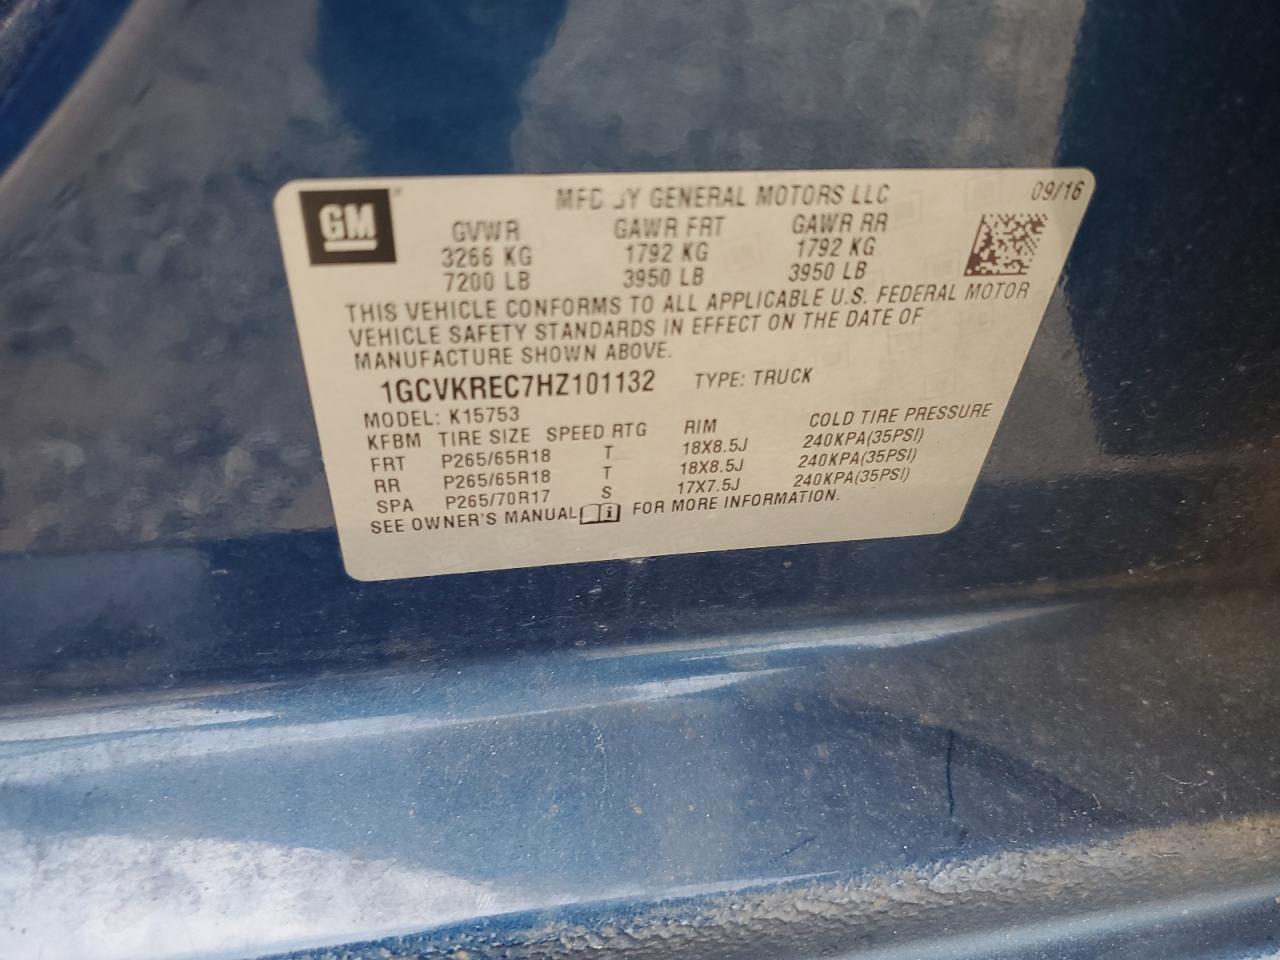 GM
MFD BY GENERAL MOTORS LLC 09/16
GVWR GAWR FRT GAWR RR
3266 KG 1792 KG 1792 KG
7200 LB 3950 LB 3950 LB
THIS VEHICLE CONFORMS TO ALL APPLICABLE U.S. FEDERAL MOTOR
VEHICLE SAFETY STANDARDS IN EFFECT ON THE DATE OF
MANUFACTURE SHOWN ABOVE.
1GCVKREC7HZ101132 TYPE: TRUCK
MODEL: K15753
KFBM TIRE SIZE SPEED RTG RIM COLD TIRE PRESSURE
FRT P265/65R18 T 18X8.5J 240KPA(35PSI)
RR P265/65R18 T 18X8.5J 240KPA(35PSI)
SPA P265/70R17 S 17X7.5J 240KPA(35PSI)
SEE OWNER'S MANUAL FOR MORE INFORMATION.